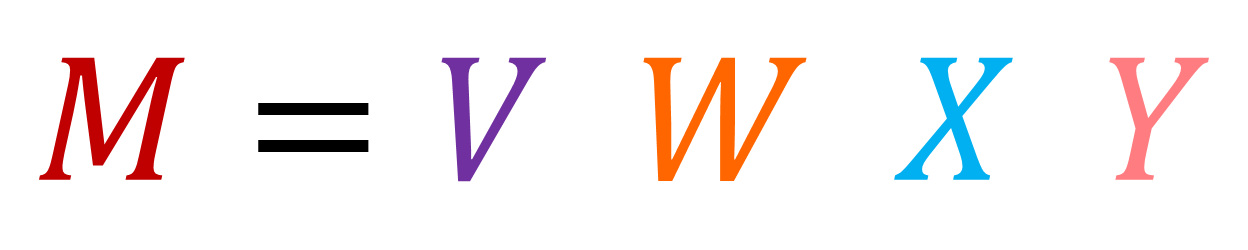 M = V W X Y